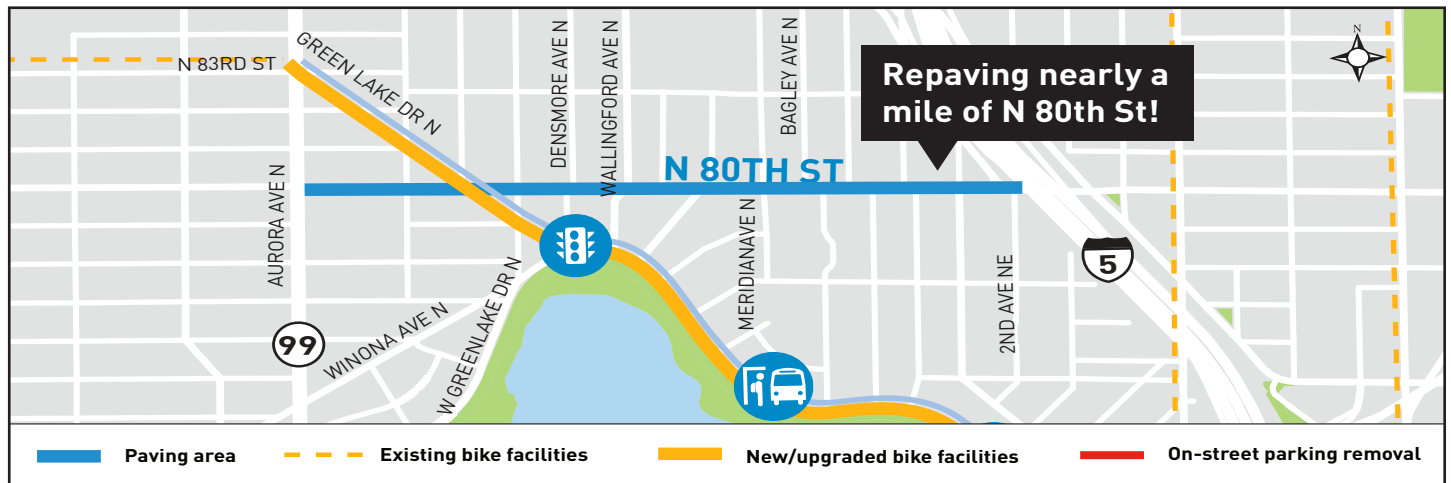 N 83RD ST
GREEN LAKE DR N
DENSMORE AVE N
WALLINGFORD AVE N
BAGLEY AVE N
Repaving nearly a
mile of N 80th St!
N
N 80TH ST
AURORA AVE N
MERIDIANAVE N
2ND AVE NE
5
99
WINONA AVE N
W GREENLAKE DR N
Paving area
Existing bike facilities
New/upgraded bike facilities
On-street parking removal